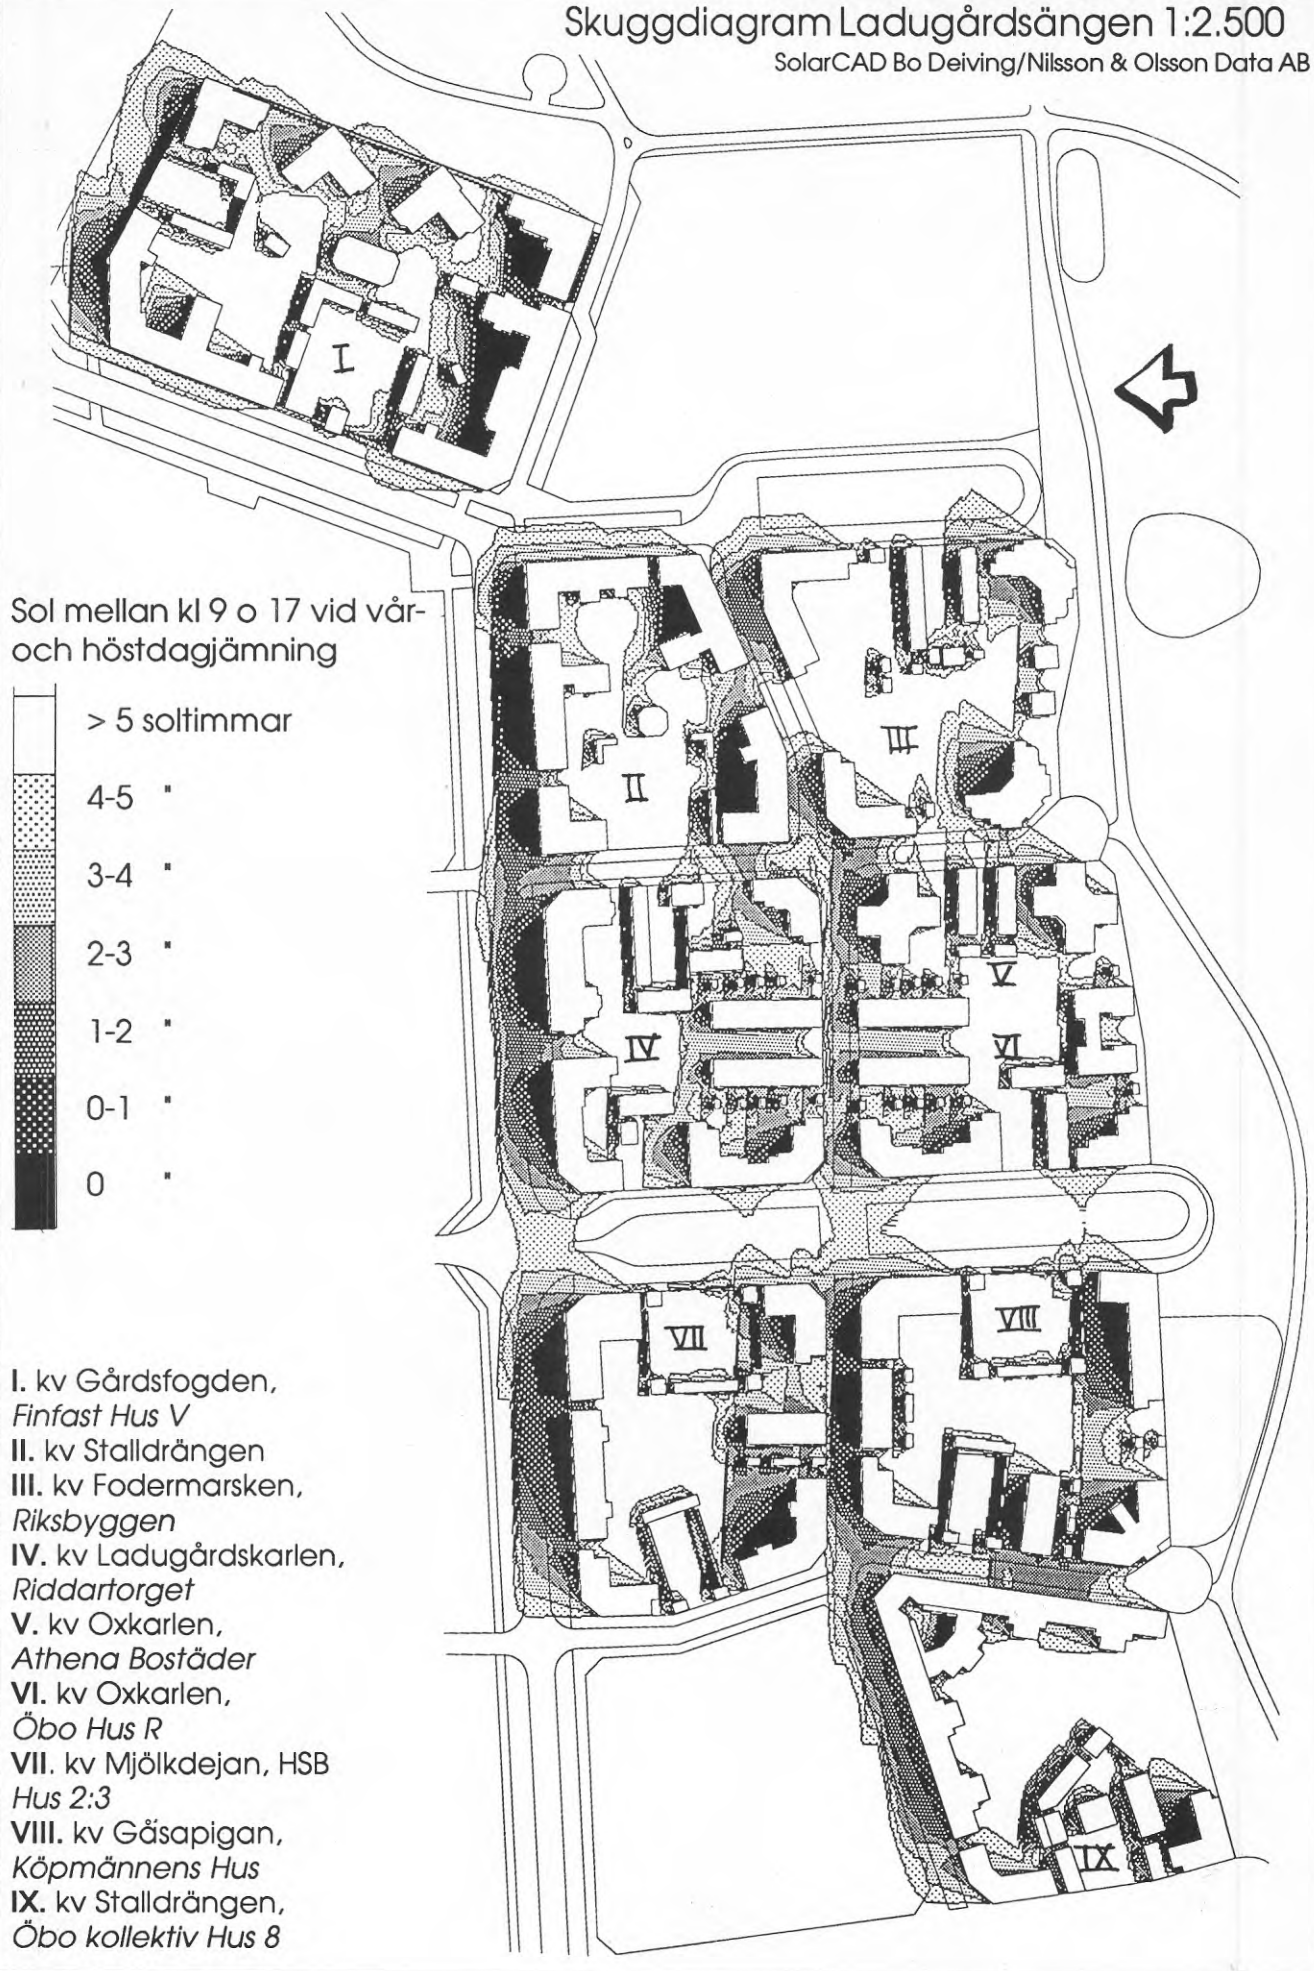 Skuggdiagram Ladugårdsängen 1:2.500
SolarCAD Bo Deiving/Nilsson & Olsson Data AB
I
Sol mellan kl 9 o 17 vid vår-
och höstdagjämning
> 5 soltimmar
4-5 "
3-4 "
2-3 "
1-2 "
0-1 "
0 "
III
II
V
IV
VI
VII
VIII
IX
I. kv Gårdsfogden,
Finfast Hus V
II. kv Stalldrängen
III. kv Fodermarsken,
Riksbyggen
IV. kv Ladugårdskarlen,
Riddartorget
V. kv Oxkarlen,
Athena Bostäder
VI. kv Oxkarlen,
Öbo Hus R
VII. kv Mjölkdejan, HSB
Hus 2:3
VIII. kv Gåsapigan,
Köpmännens Hus
IX. kv Stalldrängen,
Öbo kollektiv Hus 8